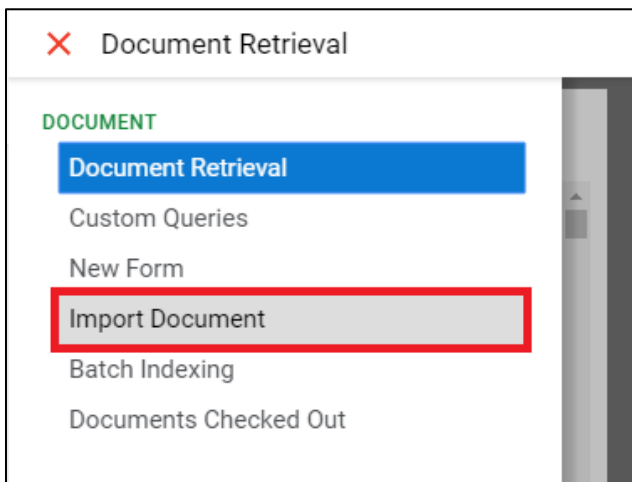 Document Retrieval
DOCUMENT
Document Retrieval
Custom Queries
New Form
Import Document
Batch Indexing
Documents Checked Out